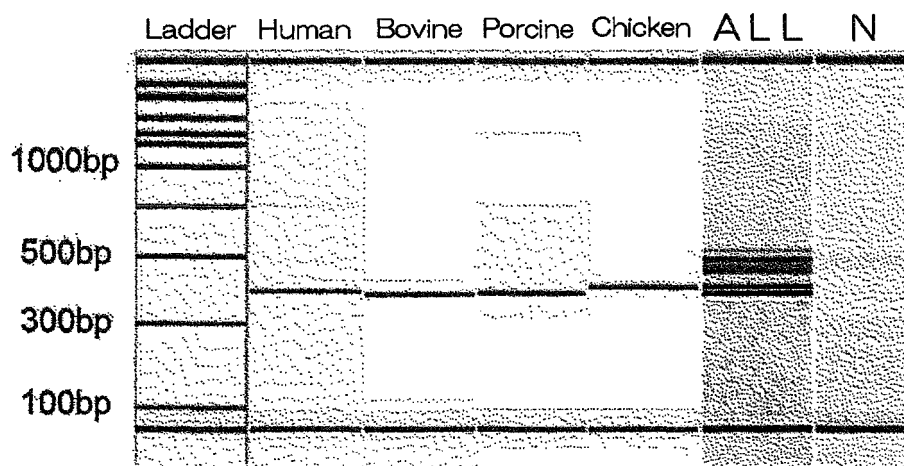 Ladder Human Bovine Porcine Chicken ALL N
1000bp
500bp
300bp
100bp